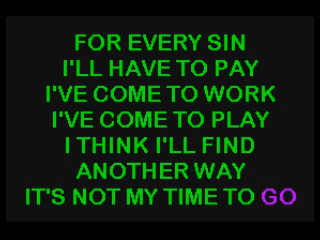 FOR EVERY SIN
I'LL HAVE TO PAY
I'VE COME TO WORK
I'VE COME TO PLAY
I THINK I'LL FIND
ANOTHER WAY
IT'S NOT MY TIME TO GO